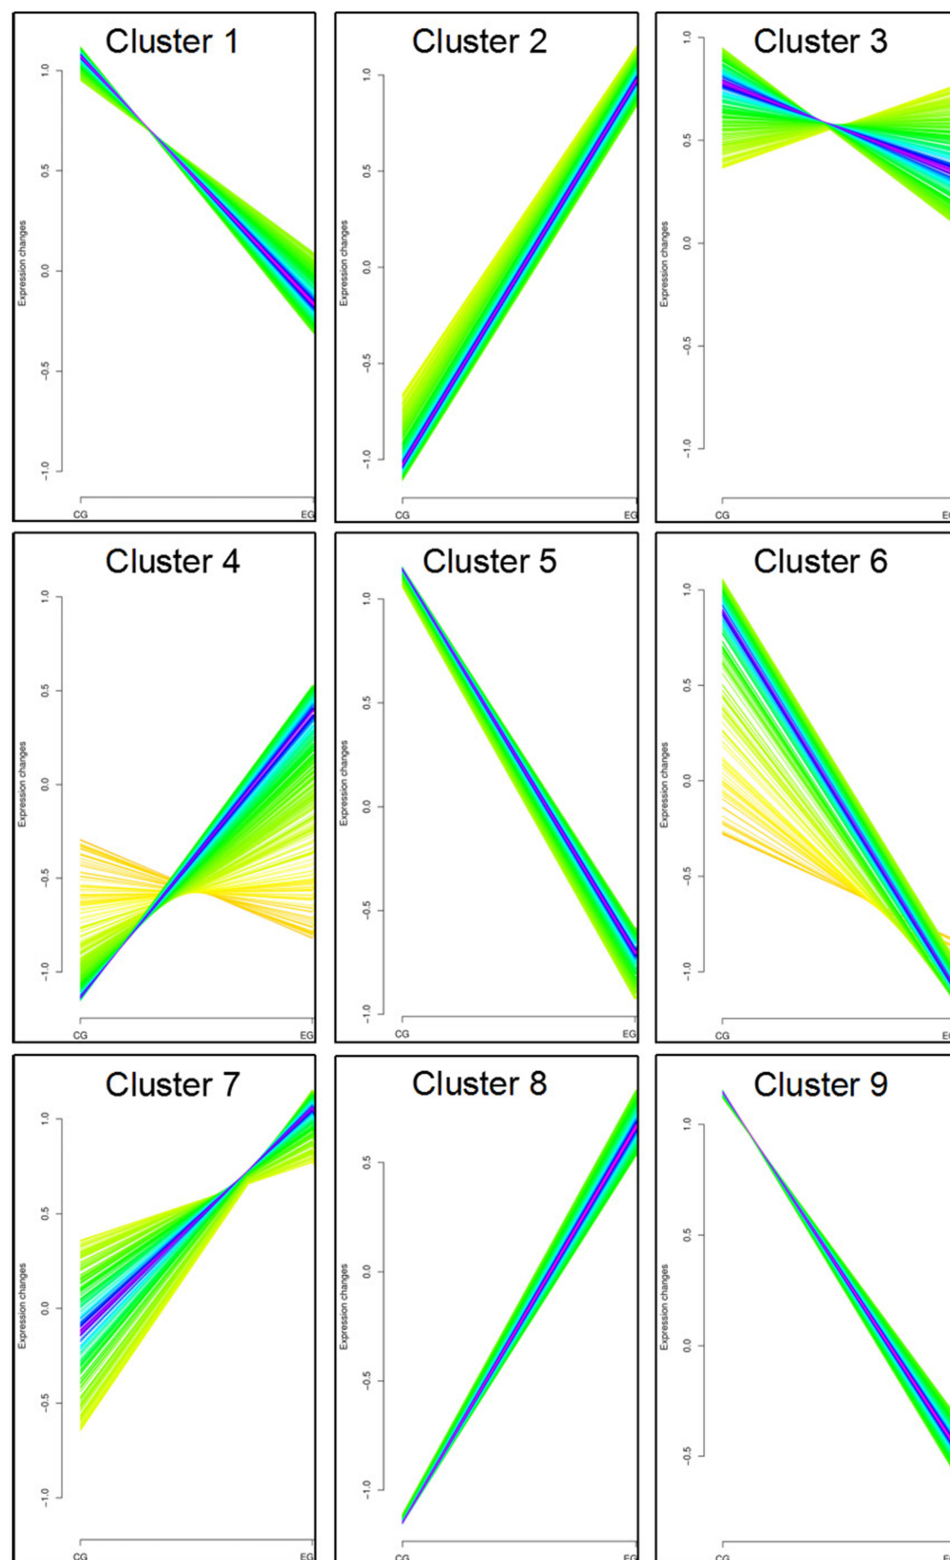 Cluster 1
1.0
0.5
0.0
-0.5
-1.0
Expression changes
CG EG
Cluster 2
1.0
0.5
0.0
-0.5
-1.0
Expression changes
CG EG
Cluster 3
1.0
0.5
0.0
-0.5
-1.0
Expression changes
CG
Cluster 4
1.0
0.5
0.0
-0.5
-1.0
Expression changes
CG EG
Cluster 5
1.0
0.5
0.0
-0.5
-1.0
Expression changes
CG EG
Cluster 6
1.0
0.5
0.0
-0.5
-1.0
Expression changes
CG
Cluster 7
1.0
0.5
0.0
-0.5
-1.0
Expression changes
CG EG
Cluster 8
0.5
0.0
-0.5
-1.0
Expression changes
CG EG
Cluster 9
1.0
0.5
0.0
-0.5
Expression changes
CG